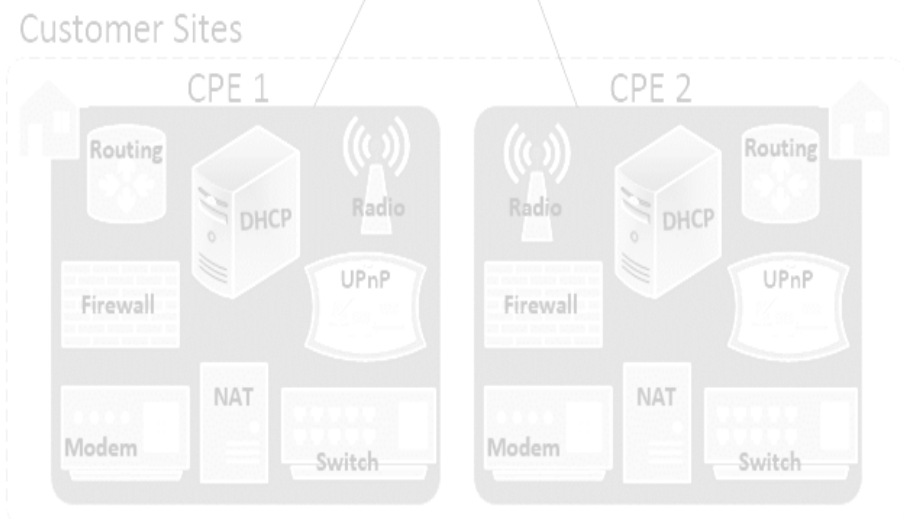 Customer Sites
CPE 1
Routing
DHCP
Radio
Firewall
UPnP
Modem
NAT
Switch
CPE 2
Radio
DHCP
Routing
Firewall
UPnP
Modem
NAT
Switch